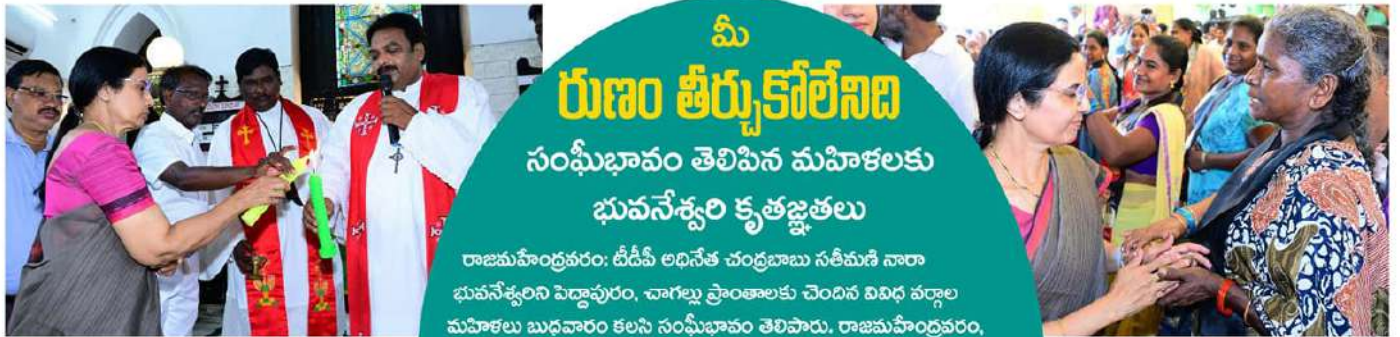 మీ
రుణం తీర్చుకోలేనిది
సంఘీభావం తెలిపిన మహిళలకు
భువనేశ్వరి కృతజ్ఞతలు
రాజమహేంద్రవరం: టీడీపీ అధినేత చంద్రబాబు సతీమణి నారా
భువనేశ్వరిని పెద్దాపురం, చాగల్లు ప్రాంతాలకు చెందిన వివిధ వర్గాల
మహిళలు బుధవారం కలసి సంఘీభావం తెలిపారు. రాజమహేంద్రవరం,